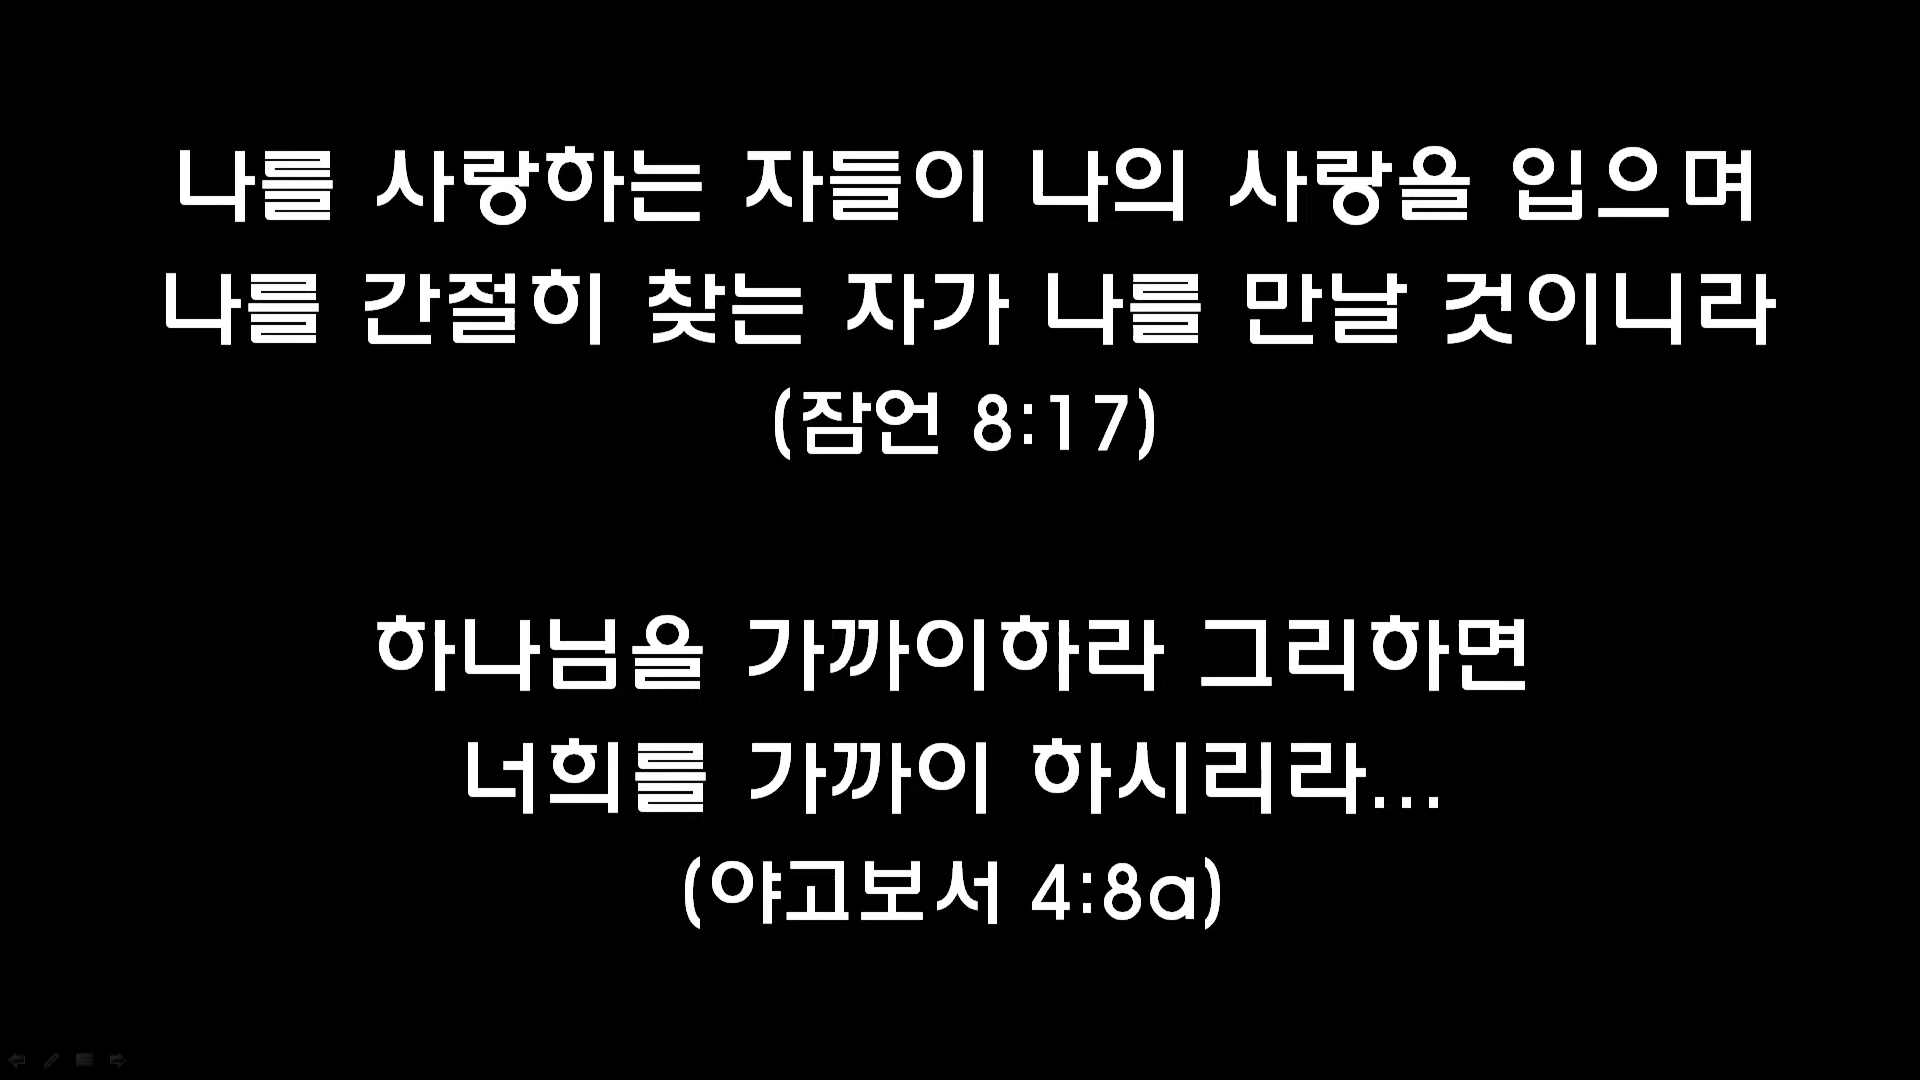 나를 사랑하는 자들이 나의 사랑을 입으며
나를 간절히 찾는 자가 나를 만날 것이니라
(잠언 8:17)
하나님을 가까이하라 그리하면
너희를 가까이 하시리라...
(야고보서 4:8a)